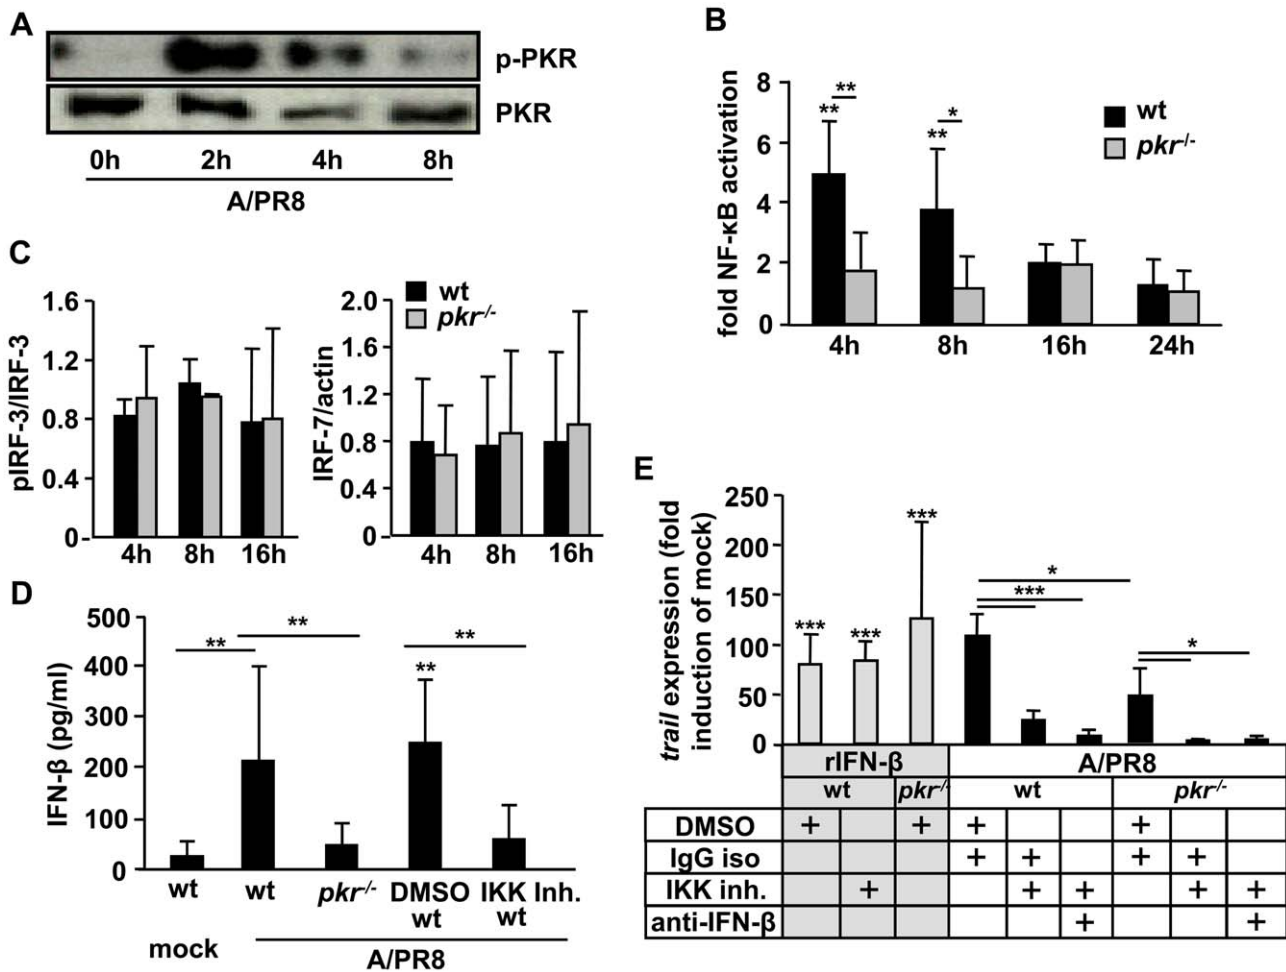 A
p-PKR
PKR
0h 2h 4h 8h
A/PR8
B
fold NF-κB activation
8
6
4
2
0
** **
** *
wt
pkr-/-
4h 8h 16h 24h
C
pIRF-3/IRF-3
1.6
1.2
0.8
0.4
0
4h 8h 16h
IRF-7/actin
2.0
1.6
1.2
0.8
0.4
0
wt
pkr-/-
4h 8h 16h
D
IFN-β (pg/ml)
500
400
300
200
100
0
** ** **
**
wt wt pkr-/- DMSO IKK Inh.
wt wt
mock
A/PR8
E
trail expression (fold
induction of mock)
250
200
150
100
50
0
*** *** ***
*
***
*
rIFN-β A/PR8
wt pkr-/- wt pkr-/-
DMSO + + + +
IgG iso + + + +
IKK inh. + + + + +
anti-IFN-β + +